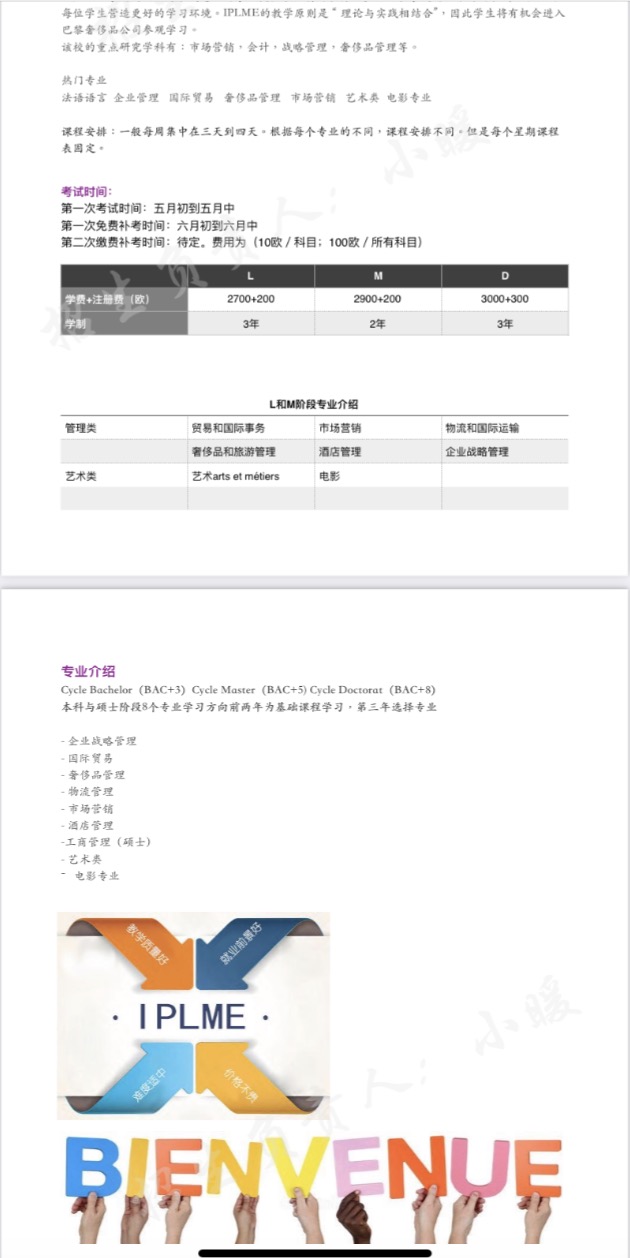 每位学生营造更好的学习环境。IPLME的教学原则是“理论与实践相结合”，因此学生将有机会进入
巴黎奢侈品公司参观学习。
该校的重点研究学科有：市场营销，会计，战略管理，奢侈品管理等。
热门专业
法语语言 企业管理 国际贸易 奢侈品管理 市场营销 艺术类 电影专业
课程安排：一般每周集中在三天到四天。根据每个专业的不同，课程安排不同。但是每个星期课程
表固定。
考试时间:
第一次考试时间：五月初到五月中
第一次免费补考时间：六月初到六月中
第二次缴费补考时间：待定。费用为（10欧 / 科目；100欧 / 所有科目）
L M D
学费+注册费（欧） 2700+200 2900+200 3000+300
学制 3年 2年 3年
L和M阶段专业介绍
管理类 贸易和国际事务 市场营销 物流和国际运输
奢侈品和旅游管理 酒店管理 企业战略管理
艺术类 艺术arts et métiers 电影
招生负责人：小暖
专业介绍
Cycle Bachelor（BAC+3）Cycle Master（BAC+5) Cycle Doctorat（BAC+8）
本科与硕士阶段8个专业学习方向前两年为基础课程学习，第三年选择专业
- 企业战略管理
- 国际贸易
- 奢侈品管理
- 物流管理
- 市场营销
- 酒店管理
-工商管理（硕士）
- 艺术类
- 电影专业
教学质量好
就业前景好
· IPLME ·
难度适中
价格不贵
BIENVENUE
招生负责人：小暖